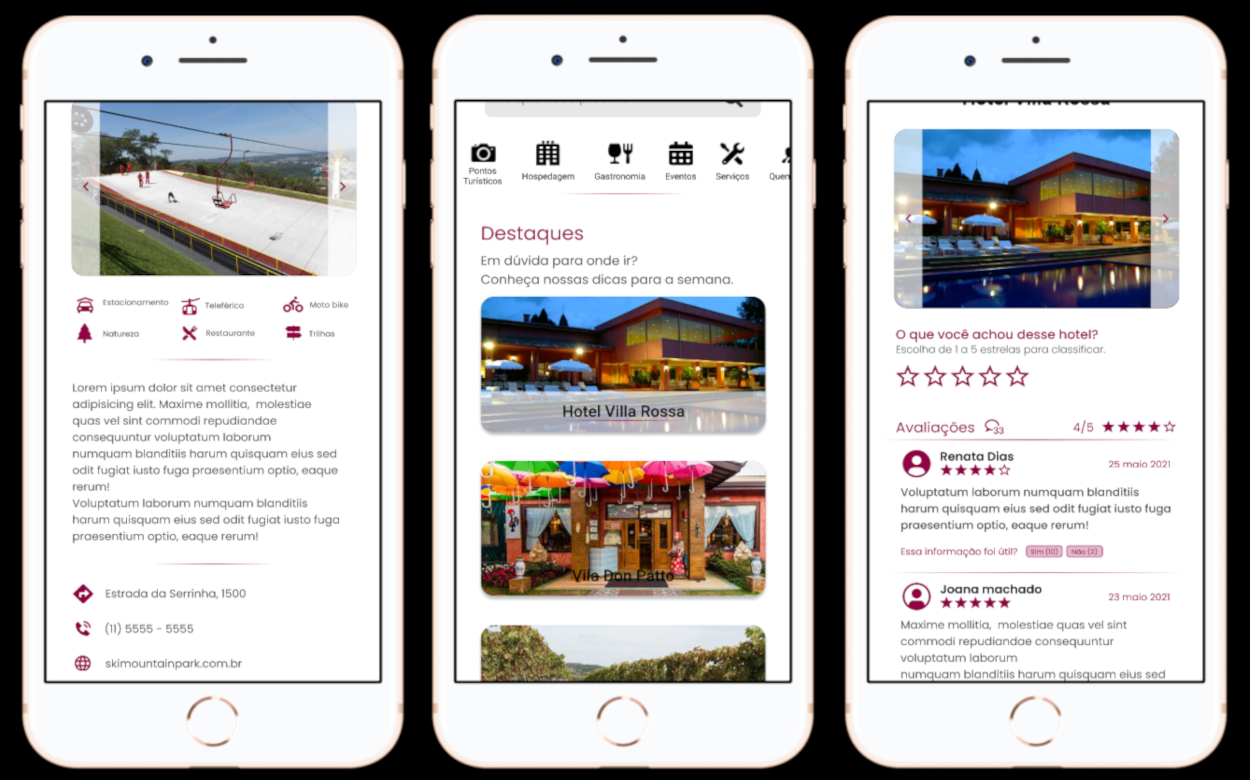 Estacionamento
Teleférico
Moto bike
Natureza
Restaurante
Trilhas
Lorem ipsum dolor sit amet consectetur
adipisicing elit. Maxime mollitia, molestiae
quas vel sint commodi repudiandae
consequuntur voluptatum laborum
numquam blanditiis harum quisquam eius sed
odit fugiat iusto fuga praesentium optio, eaque
rerum!
Voluptatum laborum numquam blanditiis
harum quisquam eius sed odit fugiat iusto fuga
praesentium optio, eaque rerum!
Estrada da Serrinha, 1500
(11) 5555 - 5555
skimountainpark.com.br
Pontos
Turísticos
Hospedagem
Gastronomia
Eventos
Serviços
Quen
Destaques
Em dúvida para onde ir?
Conheça nossas dicas para a semana.
Hotel Villa Rossa
Vila Don Patto
Hotel Villa Rossa
O que você achou desse hotel?
Escolha de 1 a 5 estrelas para classificar.
Avaliações 33 4/5
Renata Dias
25 maio 2021
Voluptatum laborum numquam blanditiis
harum quisquam eius sed odit fugiat iusto fuga
praesentium optio, eaque rerum!
Essa informação foi útil? Sim (10) Não (2)
Joana machado
23 maio 2021
Maxime mollitia, molestiae quas vel sint
commodi repudiandae consequuntur
voluptatum laborum
numquam blanditiis harum quisquam eius sed